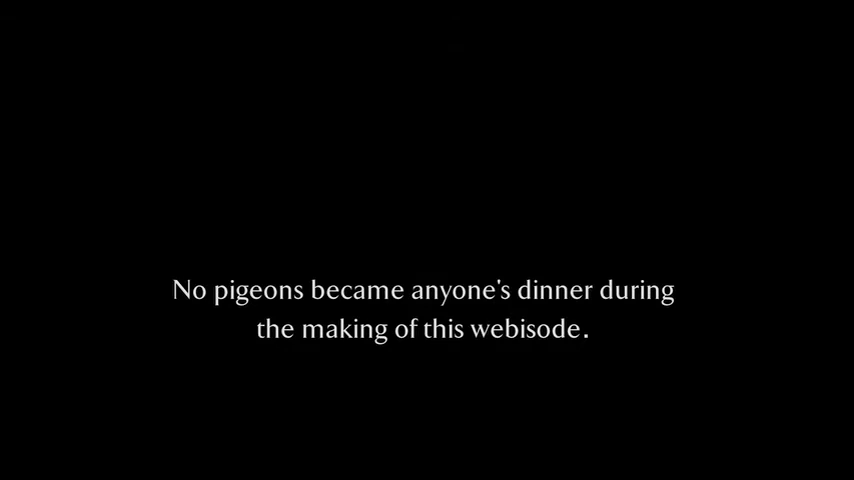 No pigeons became anyone's dinner during
the making of this webisode.